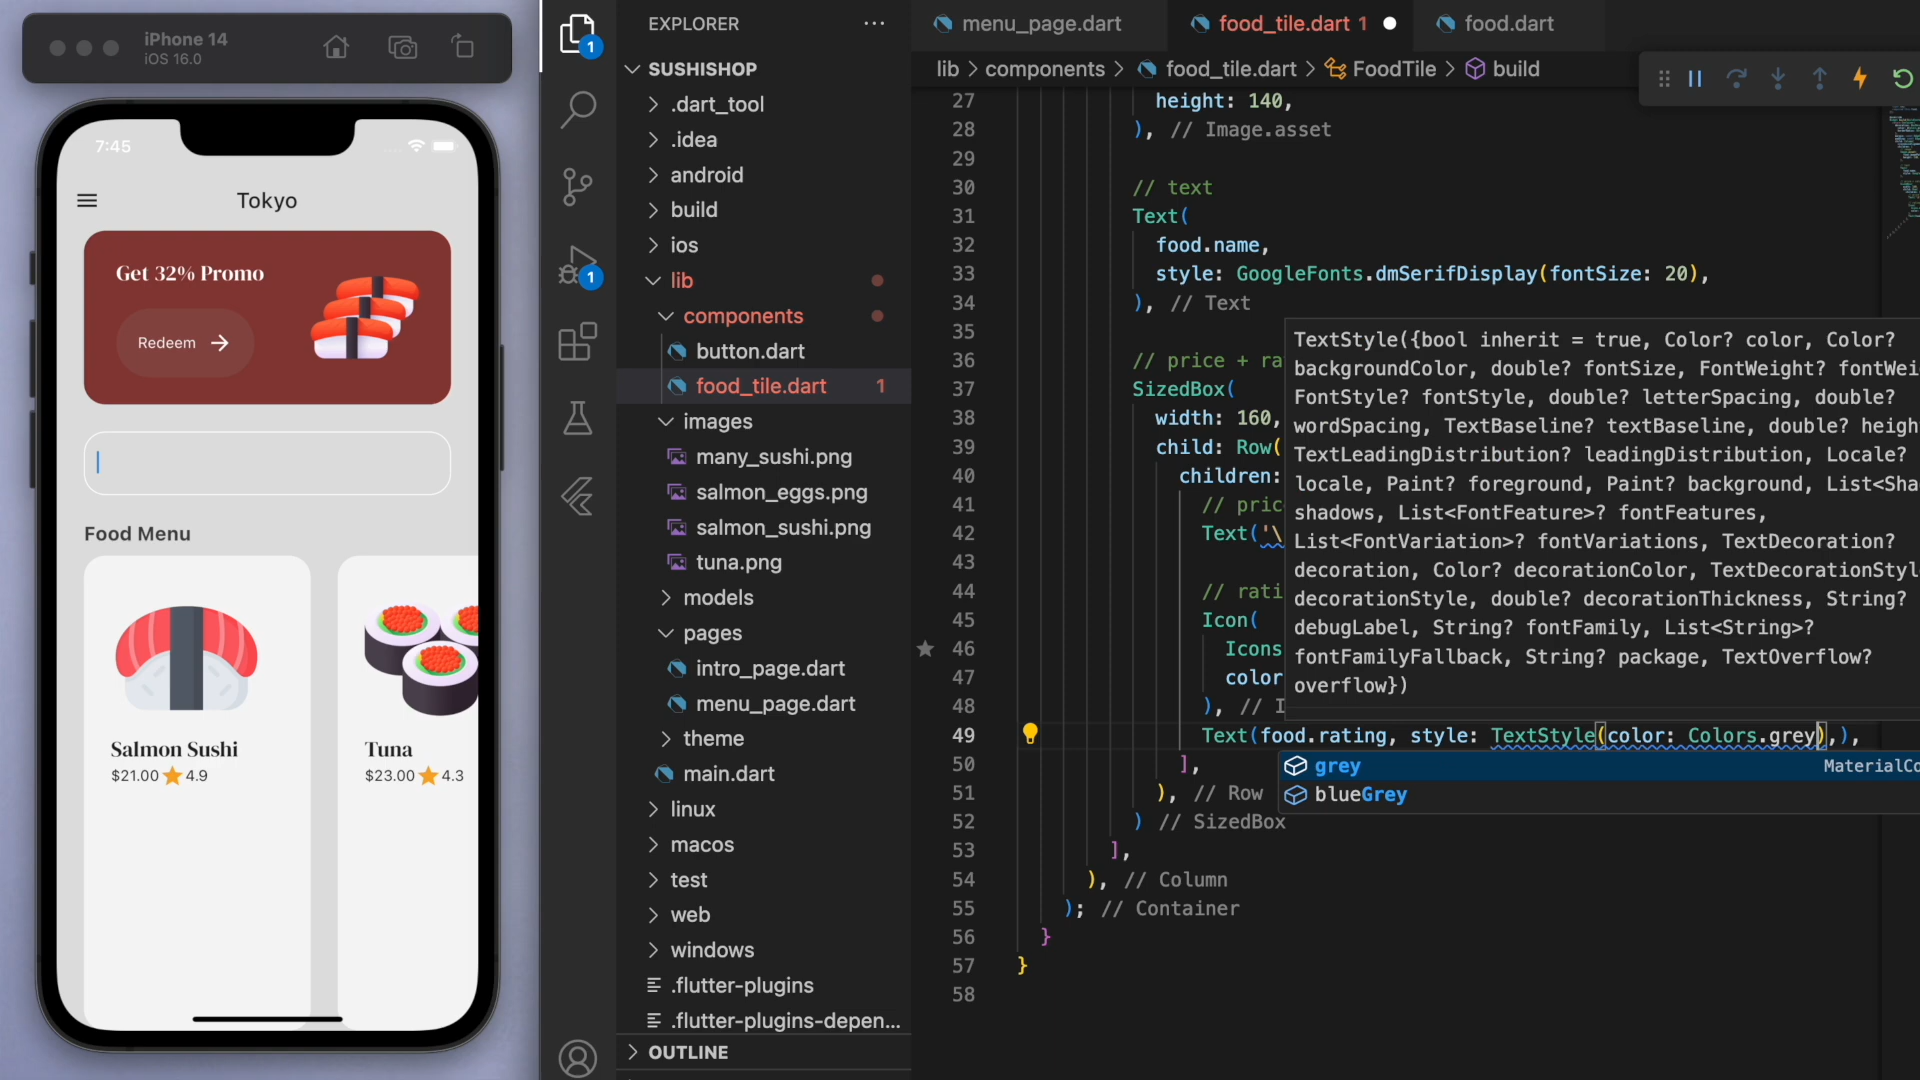 iPhone 14
iOS 16.0
7:45
Tokyo
Get 32% Promo
Redeem
Food Menu
Salmon Sushi
$21.00 4.9
Tuna
$23.00 4.3
1
1
EXPLORER
SUSHISHOP
.dart_tool
.idea
android
build
ios
lib
components
button.dart
food_tile.dart 1
images
many_sushi.png
salmon_eggs.png
salmon_sushi.png
tuna.png
models
pages
intro_page.dart
menu_page.dart
theme
main.dart
linux
macos
test
web
windows
.flutter-plugins
.flutter-plugins-depen...
OUTLINE
menu_page.dart
food_tile.dart 1
food.dart
lib > components > food_tile.dart > FoodTile > build
27 height: 140,
28 ), // Image.asset
29
30 // text
31 Text(
32 food.name,
33 style: GoogleFonts.dmSerifDisplay(fontSize: 20),
34 ), // Text
35
36 // price + ra
37 SizedBox(
38 width: 160,
39 child: Row(
40 children:
41 // pric
42 Text('\
43
44 // rati
45 Icon(
46 Icons
47 color
48 ), // I
49 Text(food.rating, style: TextStyle(color: Colors.grey),),
50 ],
51 ), // Row
52 ) // SizedBox
53 ],
54 ), // Column
55 ); // Container
56 }
57 }
58
TextStyle({bool inherit = true, Color? color, Color?
backgroundColor, double? fontSize, FontWeight? fontWei
FontStyle? fontStyle, double? letterSpacing, double?
wordSpacing, TextBaseline? textBaseline, double? heigh
TextLeadingDistribution? leadingDistribution, Locale?
locale, Paint? foreground, Paint? background, List<Sha
shadows, List<FontFeature>? fontFeatures,
List<FontVariation>? fontVariations, TextDecoration?
decoration, Color? decorationColor, TextDecorationStyl
decorationStyle, double? decorationThickness, String?
debugLabel, String? fontFamily, List<String>?
fontFamilyFallback, String? package, TextOverflow?
overflow})
grey MaterialCo
blueGrey